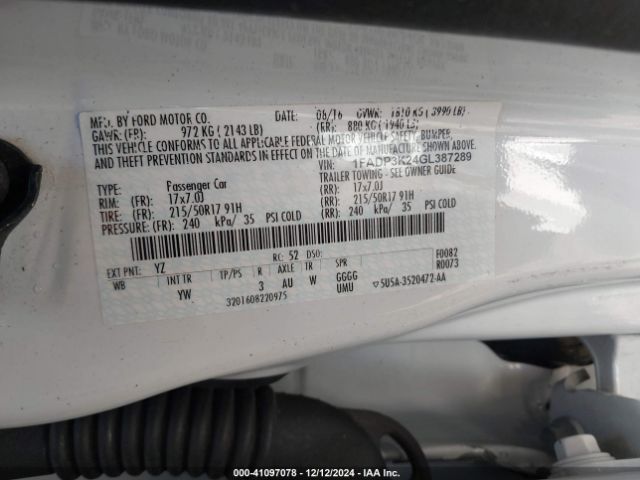 MFG. BY FORD MOTOR CO. DATE: 06/16 GVWR: 1810 KG ( 3990 LB)
GAWR: (FR): 972 KG ( 2143 LB) (RR): 880 KG ( 1940 LB)
THIS VEHICLE CONFORMS TO ALL APPLICABLE FEDERAL MOTOR VEHICLE SAFETY, BUMPER,
THEFT PREVENTION STANDARDS IN EFFECT ON THE DATE OF MANUFACTURE SHOWN ABOVE.
VIN: 1FADP3K24GL387289
TYPE: Passenger Car TRAILER TOWING - SEE OWNER GUIDE
RIM: (FR): 17x7.0J (RR): 17x7.0J
TIRE: (FR): 215/50R17 91H (RR): 215/50R17 91H
PRESSURE: (FR): 240 kPa/ 35 PSI COLD (RR): 240 kPa/ 35 PSI COLD
EXT PNT: YZ RC: 52 DSO: F0082
WB INT TR TP/PS R AXLE TR SPR R0073
YW 3 AU W GGGG
UMU 5U5A-3520472-AA
3201608220975
000-41097078 - 12/12/2024 - IAA Inc.